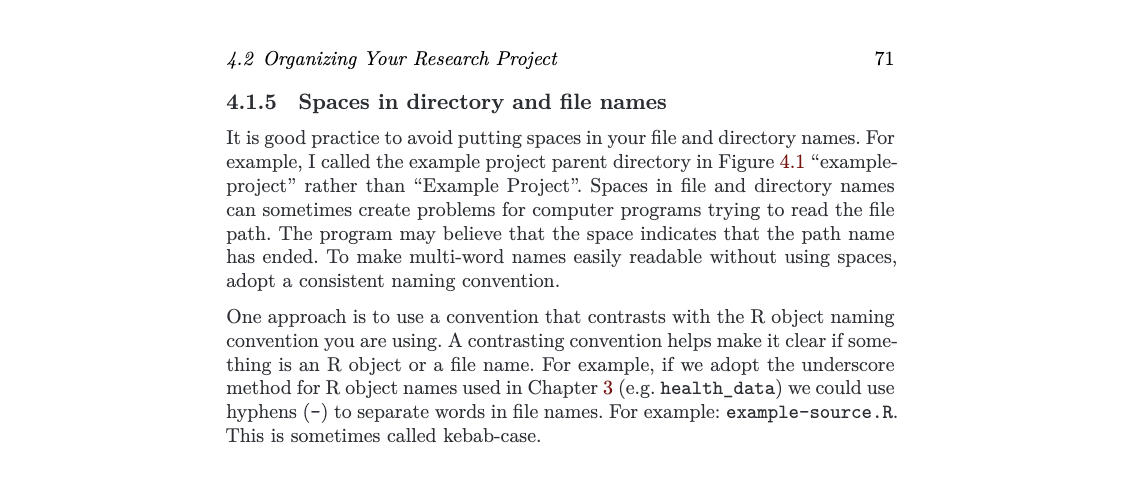 4.2 Organizing Your Research Project 71
4.1.5 Spaces in directory and file names
It is good practice to avoid putting spaces in your file and directory names. For
example, I called the example project parent directory in Figure 4.1 “example-
project” rather than “Example Project”. Spaces in file and directory names
can sometimes create problems for computer programs trying to read the file
path. The program may believe that the space indicates that the path name
has ended. To make multi-word names easily readable without using spaces,
adopt a consistent naming convention.
One approach is to use a convention that contrasts with the R object naming
convention you are using. A contrasting convention helps make it clear if some-
thing is an R object or a file name. For example, if we adopt the underscore
method for R object names used in Chapter 3 (e.g. health_data) we could use
hyphens (-) to separate words in file names. For example: example-source.R.
This is sometimes called kebab-case.